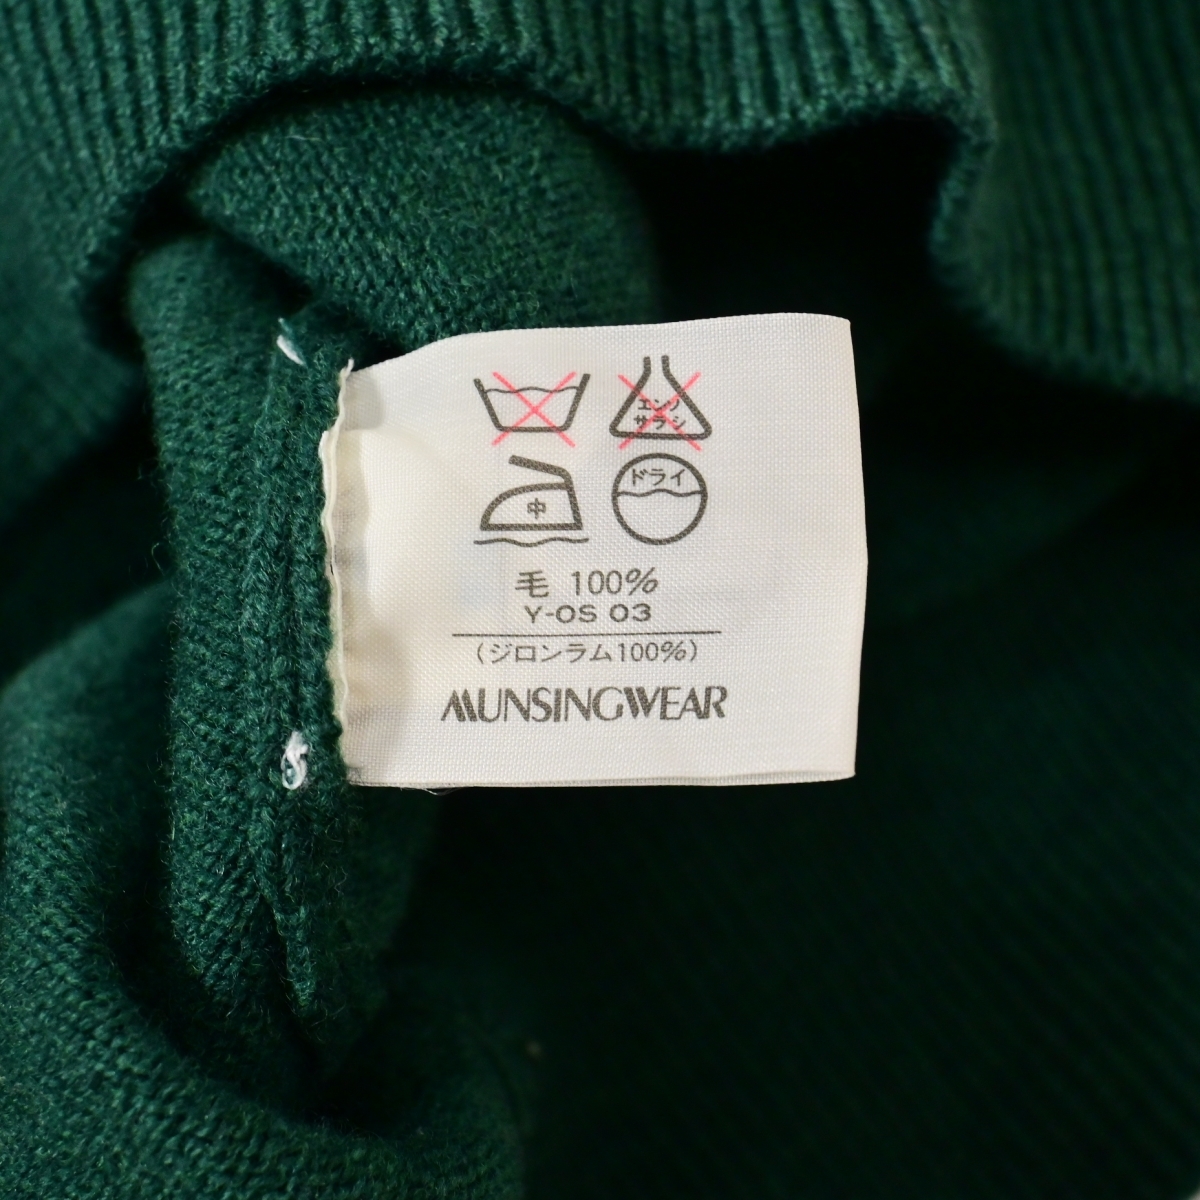 エンソ
サラシ
中
ドライ
毛 100%
Y-OS 03
(ジロンラム100%)
MUNSINGWEAR